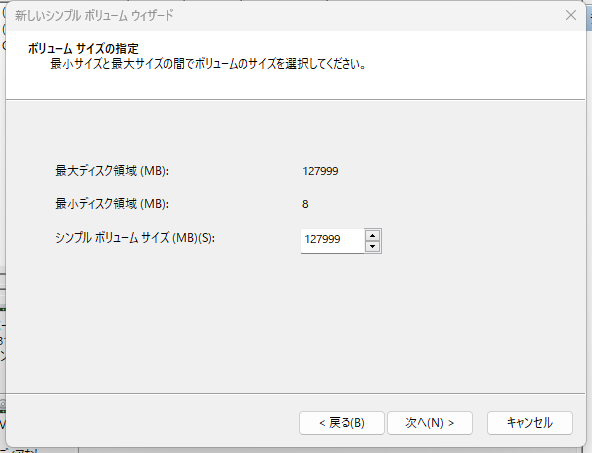 新しいシンプル ボリューム ウィザード
ボリューム サイズの指定
最小サイズと最大サイズの間でボリュームのサイズを選択してください。
最大ディスク領域 (MB): 127999
最小ディスク領域 (MB): 8
シンプル ボリューム サイズ (MB)(S): 127999
< 戻る(B) 次へ(N) > キャンセル